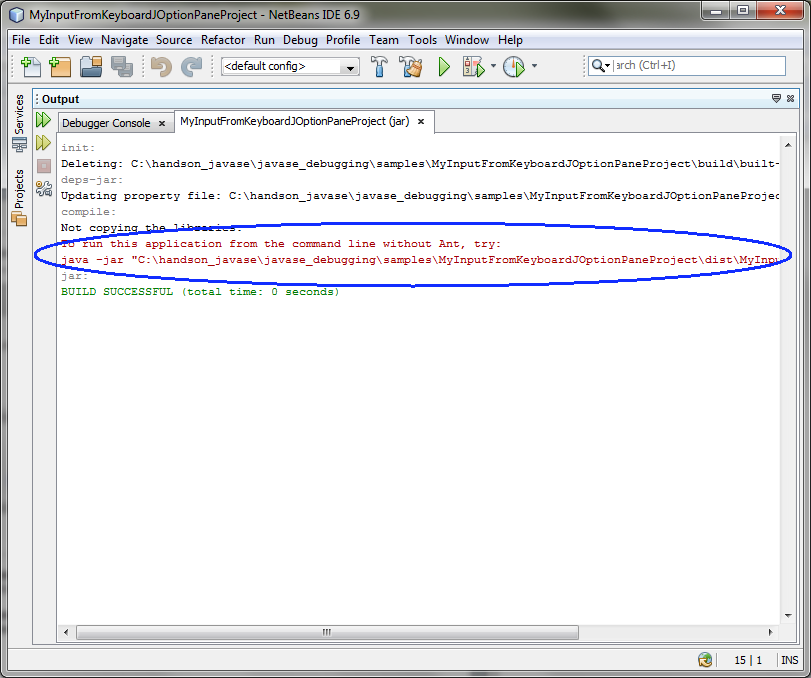 MyInputFromKeyboardJOptionPaneProject - NetBeans IDE 6.9
File Edit View Navigate Source Refactor Run Debug Profile Team Tools Window Help
<default config>
arch (Ctrl+I)
Services
Projects
Output
Debugger Console
MyInputFromKeyboardJOptionPaneProject (jar)
init:
Deleting: C:\handson_javase\javase_debugging\samples\MyInputFromKeyboardJOptionPaneProject\build\built-
deps-jar:
Updating property file: C:\handson_javase\javase_debugging\samples\MyInputFromKeyboardJOptionPaneProjec
compile:
Not copying the libraries.
To run this application from the command line without Ant, try:
java -jar "C:\handson_javase\javase_debugging\samples\MyInputFromKeyboardJOptionPaneProject\dist\MyInpu
jar:
BUILD SUCCESSFUL (total time: 0 seconds)
15 | 1 INS